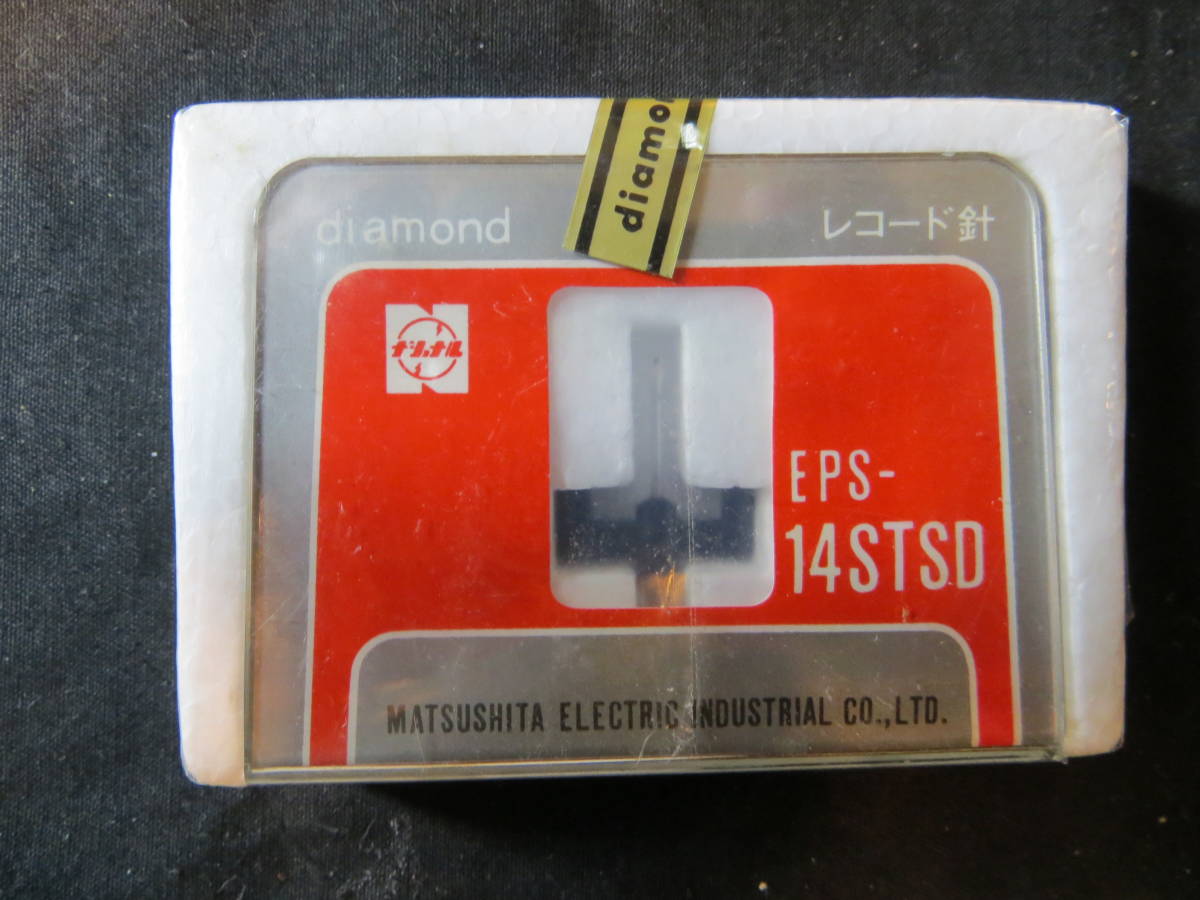 diamo
diamond
レコード針
ナショナル
EPS-
14STSD
MATSUSHITA ELECTRIC INDUSTRIAL CO.,LTD.